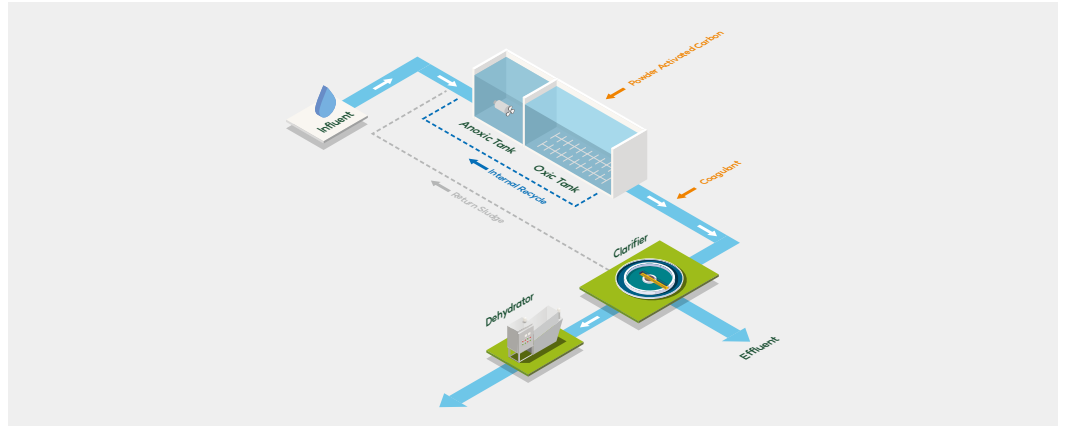 Powder Activated Carbon
Influent
Anoxic Tank
Oxic Tank
Internal Recycle
Return Sludge
Coagulant
Clarifier
Dehydrator
Effluent